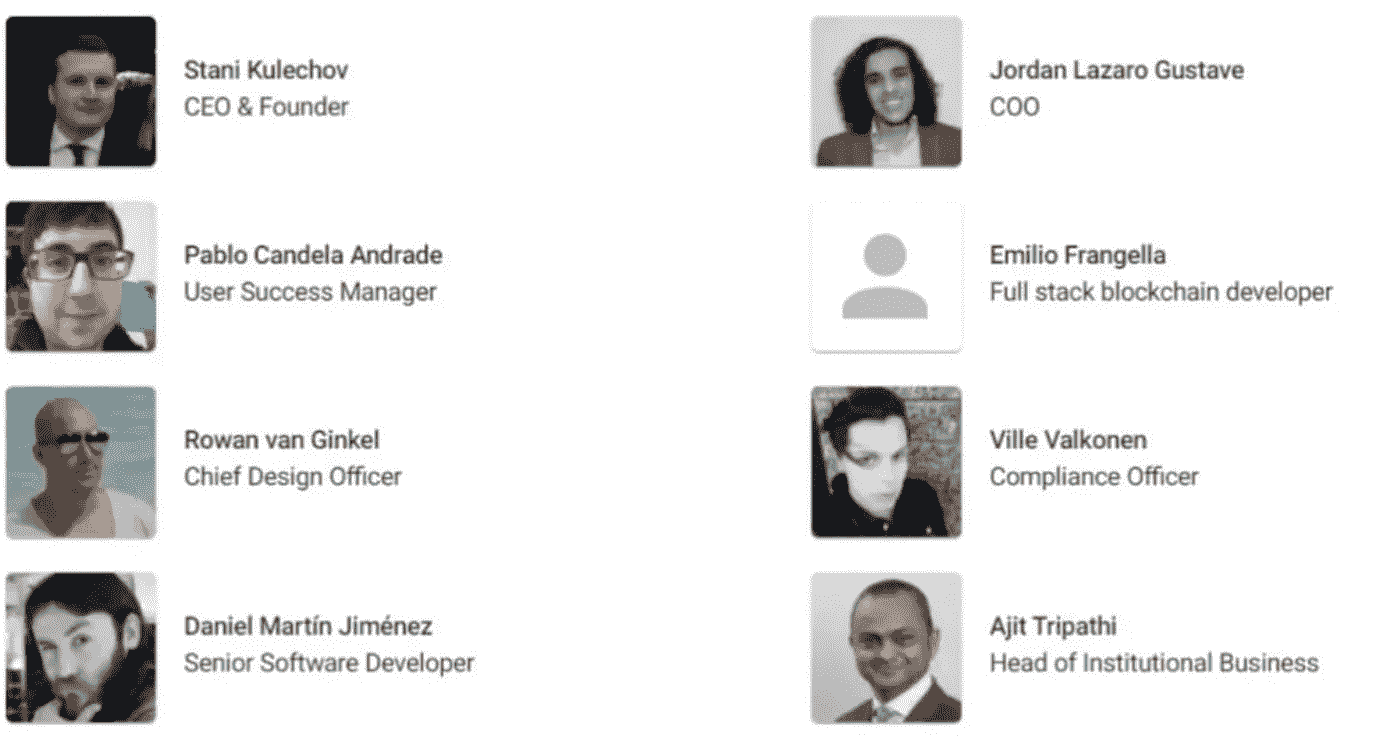 Stani Kulechov
CEO & Founder
Jordan Lazaro Gustave
COO
Pablo Candela Andrade
User Success Manager
Emilio Frangella
Full stack blockchain developer
Rowan van Ginkel
Chief Design Officer
Ville Valkonen
Compliance Officer
Daniel Martín Jiménez
Senior Software Developer
Ajit Tripathi
Head of Institutional Business